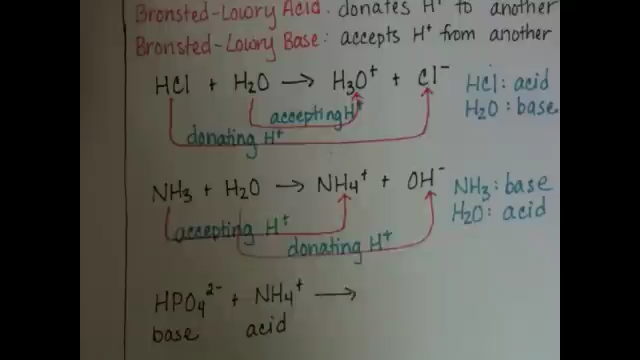 Bronsted-Lowry Acid: donates H⁺ to another
Bronsted-Lowry Base: accepts H⁺ from another
HCl + H₂O → H₃O⁺ + Cl⁻ HCl: acid
accepting H⁺ H₂O: base
donating H⁺
NH₃ + H₂O → NH₄⁺ + OH⁻ NH₃: base
accepting H⁺ H₂O: acid
donating H⁺
HPO₄²⁻ + NH₄⁺ →
base acid